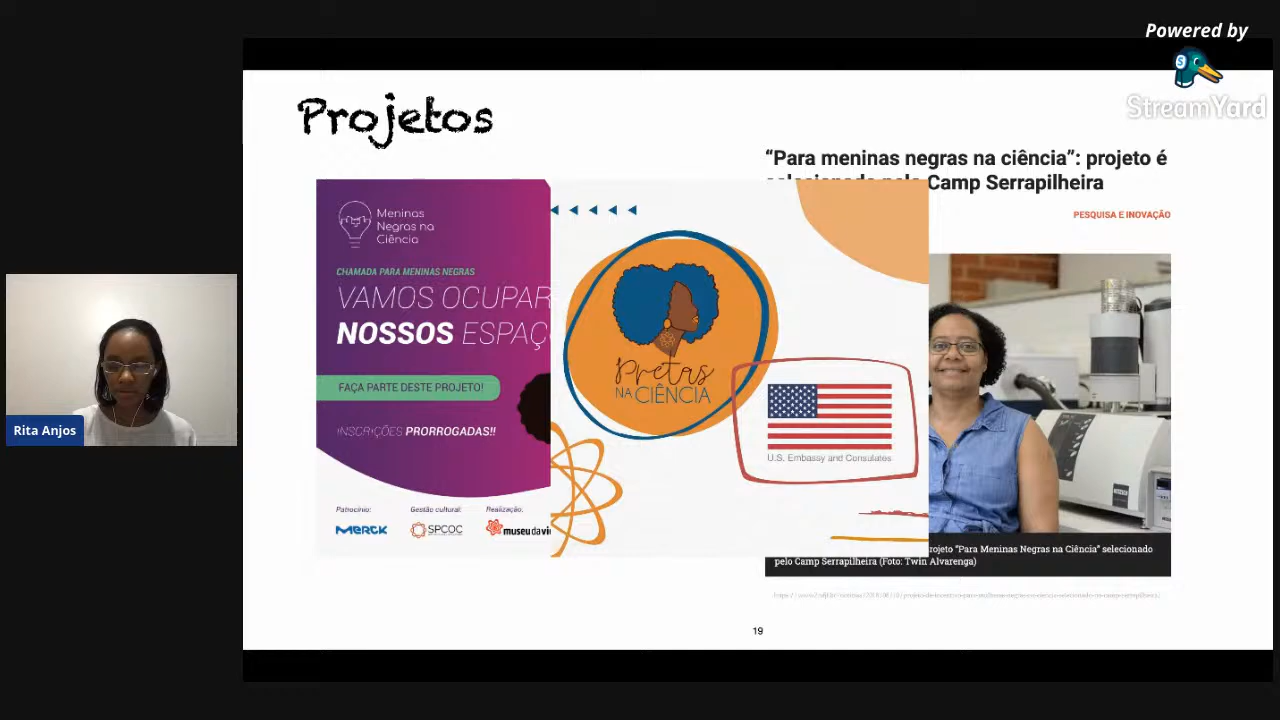 Powered by
StreamYard
Projetos
“Para meninas negras na ciência”: projeto é
selecionado pelo Camp Serrapilheira
PESQUISA E INOVAÇÃO
Meninas
Negras na
Ciência
CHAMADA PARA MENINAS NEGRAS
VAMOS OCUPAR
NOSSOS ESPAÇ
FAÇA PARTE DESTE PROJETO!
INSCRIÇÕES PRORROGADAS!!
Patrocínio:
Gestão cultural:
Realização:
MERCK
SPCOC
museu da vi
Pretas
NA CIÊNCIA
U.S. Embassy and Consulates
rojeto “Para Meninas Negras na Ciência” selecionado
pelo Camp Serrapilheira (Foto: Twin Alvarenga)
19
Rita Anjos